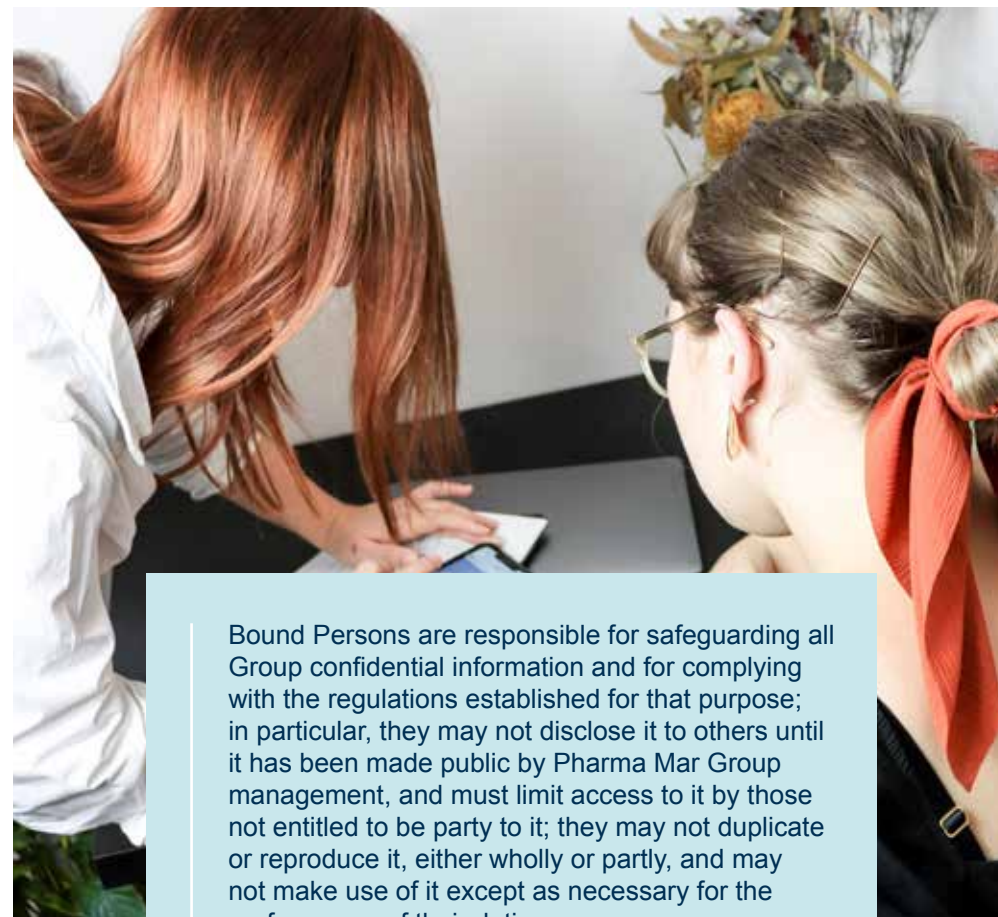 Bound Persons are responsible for safeguarding all
Group confidential information and for complying
with the regulations established for that purpose;
in particular, they may not disclose it to others until
it has been made public by Pharma Mar Group
management, and must limit access to it by those
not entitled to be party to it; they may not duplicate
or reproduce it, either wholly or partly, and may
not make use of it except as necessary for the